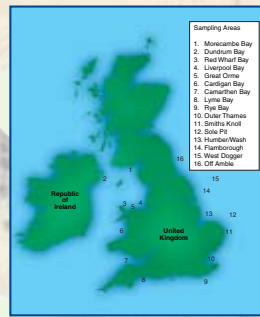 Sampling Areas
1. Morecambe Bay
2. Dundrum Bay
3. Red Wharf Bay
4. Liverpool Bay
5. Great Orme
6. Cardigan Bay
7. Camarthen Bay
8. Lyme Bay
9. Rye Bay
10. Outer Thames
11. Smiths Knoll
12. Sole Pit
13. Humber/Wash
14. Flamborough
15. West Dogger
16. Off Amble
16
1
2
15
14
Republic
of
Ireland
3
5
4
13
12
6
United
Kingdom
11
7
10
8
9